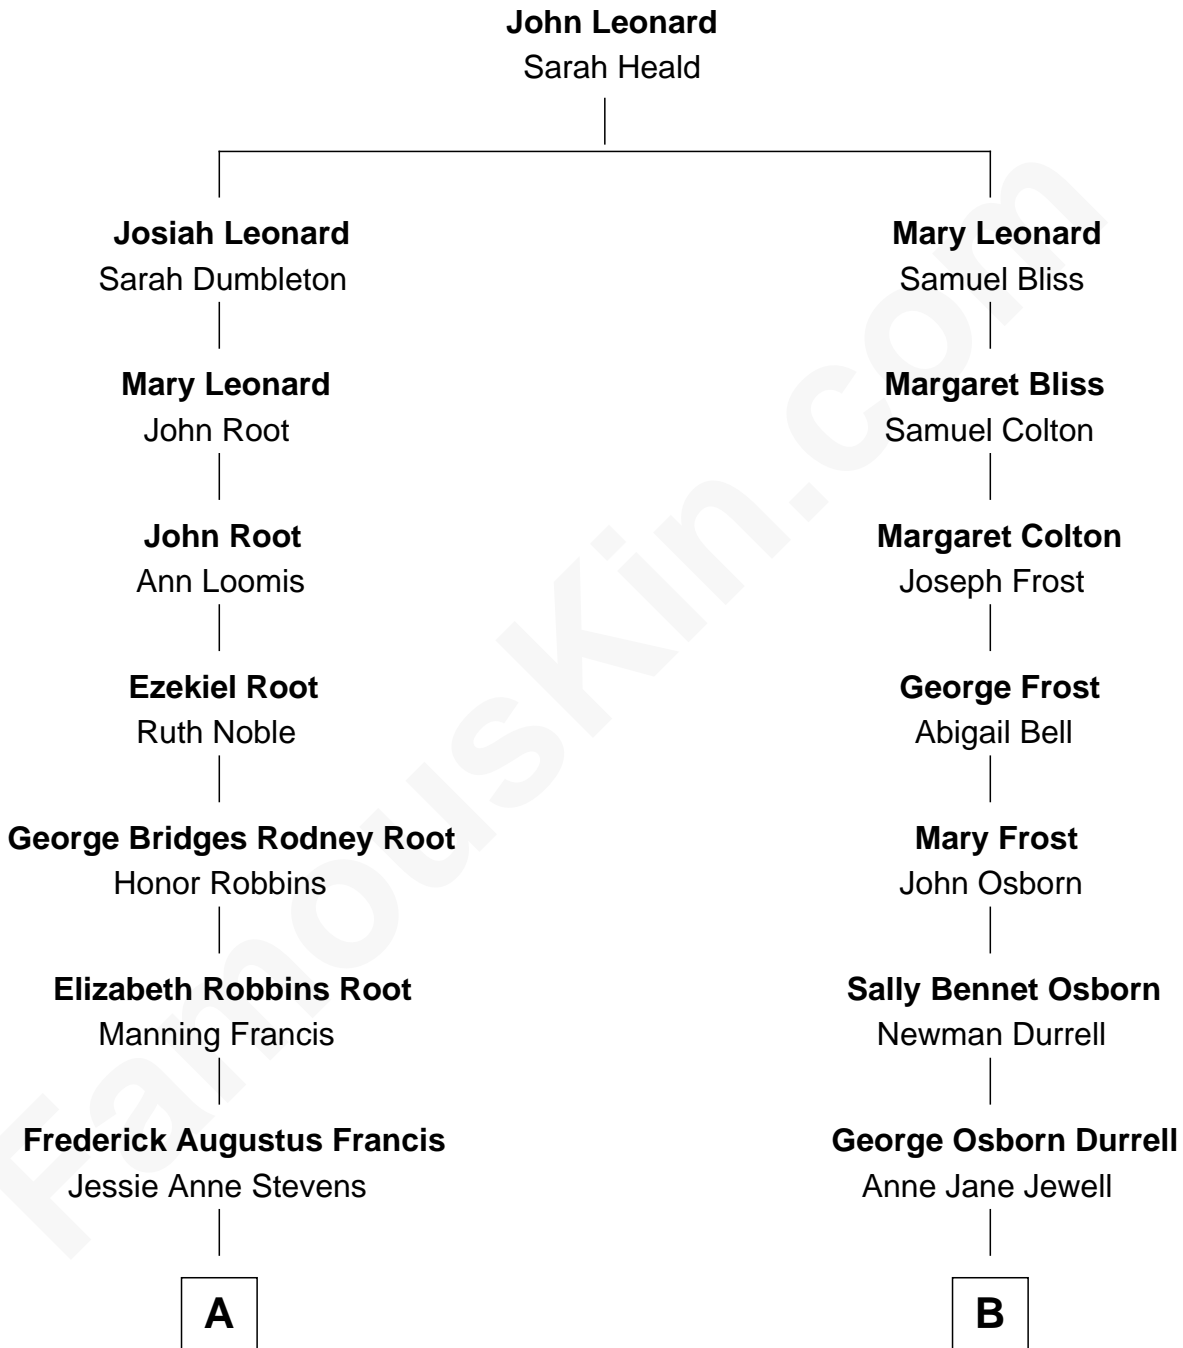 John Leonard
Sarah Heald
Josiah Leonard
Sarah Dumbleton
Mary Leonard
Samuel Bliss
Mary Leonard
John Root
Margaret Bliss
Samuel Colton
John Root
Ann Loomis
Margaret Colton
Joseph Frost
Ezekiel Root
Ruth Noble
George Frost
Abigail Bell
George Bridges Rodney Root
Honor Robbins
Mary Frost
John Osborn
Elizabeth Robbins Root
Manning Francis
Sally Bennet Osborn
Newman Durrell
Frederick Augustus Francis
Jessie Anne Stevens
George Osborn Durrell
Anne Jane Jewell
A
B
FamousKin.com